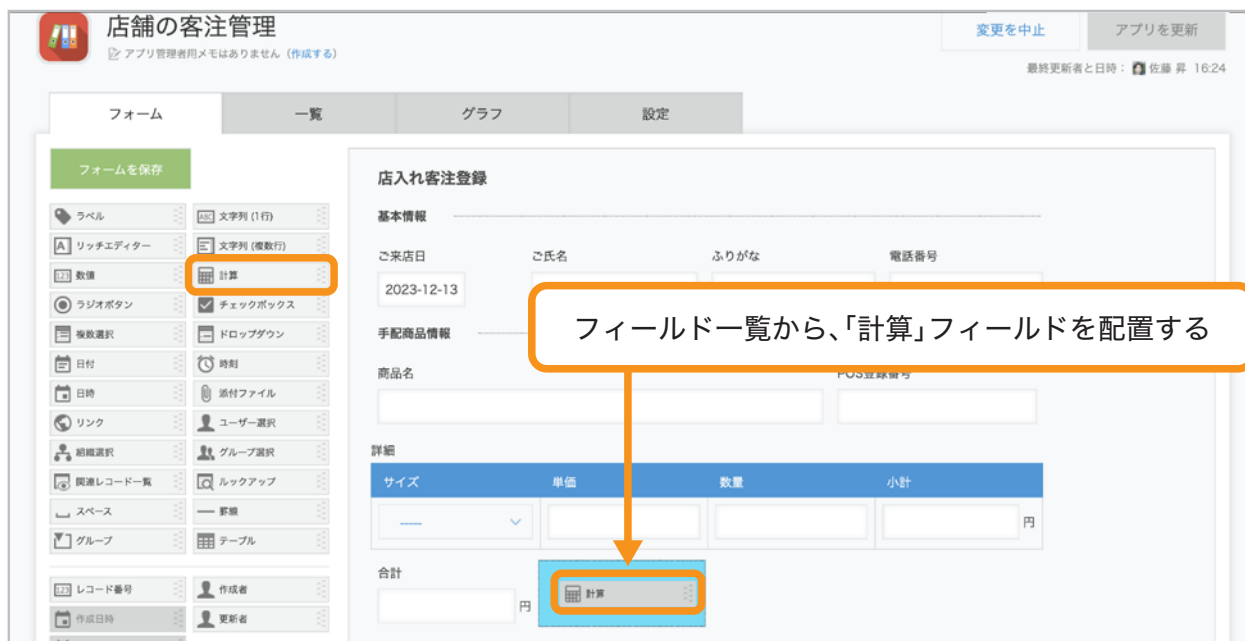 店舗の客注管理
アプリ管理者用メモはありません（作成する）
変更を中止
アプリを更新
最終更新者と日時： 佐藤 昇 16:24
フォーム
一覧
グラフ
設定
フォームを保存
ラベル
文字列 (1行)
リッチエディター
文字列 (複数行)
数値
計算
ラジオボタン
チェックボックス
複数選択
ドロップダウン
日付
時刻
日時
添付ファイル
リンク
ユーザー選択
組織選択
グループ選択
関連レコード一覧
ルックアップ
スペース
罫線
グループ
テーブル
レコード番号
作成者
作成日時
更新者
店入れ客注登録
基本情報
ご来店日
ご氏名
ふりがな
電話番号
2023-12-13
フィールド一覧から、「計算」フィールドを配置する
手配商品情報
商品名
POS登録番号
詳細
サイズ
単価
数量
小計
-----
円
合計
円
計算